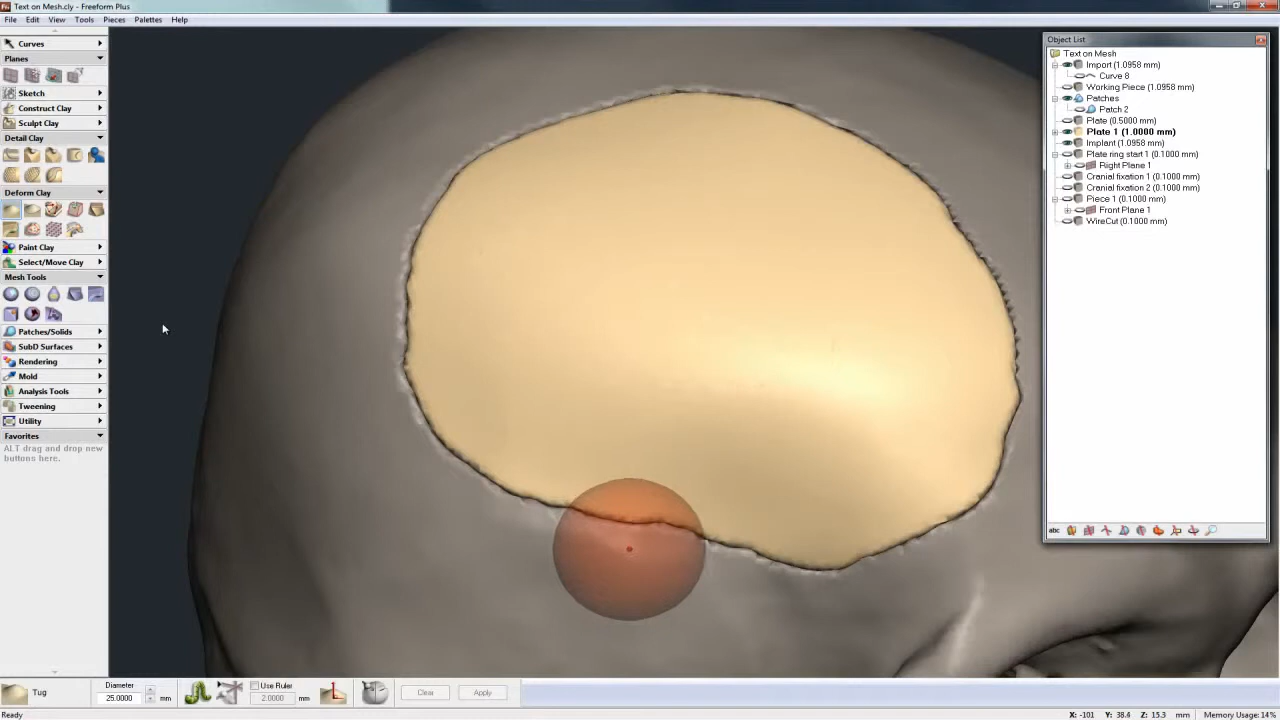 Text on Mesh.cly - Freeform Plus
File Edit View Tools Pieces Palettes Help
Curves
Planes
Sketch
Construct Clay
Sculpt Clay
Detail Clay
Deform Clay
Paint Clay
Select/Move Clay
Mesh Tools
Patches/Solids
SubD Surfaces
Rendering
Mold
Analysis Tools
Tweening
Utility
Favorites
ALT drag and drop new
buttons here.
Object List
Text on Mesh
Import (1.0958 mm)
Curve 8
Working Piece (1.0958 mm)
Patches
Patch 2
Plate (0.5000 mm)
Plate 1 (1.0000 mm)
Implant (1.0958 mm)
Plate ring start 1 (0.1000 mm)
Right Plane 1
Cranial fixation 1 (0.1000 mm)
Cranial fixation 2 (0.1000 mm)
Piece 1 (0.1000 mm)
Front Plane 1
WireCut (0.1000 mm)
abc
Tug
Diameter
25.0000 mm
Use Ruler
2.0000 mm
Clear
Apply
Ready
X: -101 Y: 38.6 Z: 15.3 mm Memory Usage: 14%